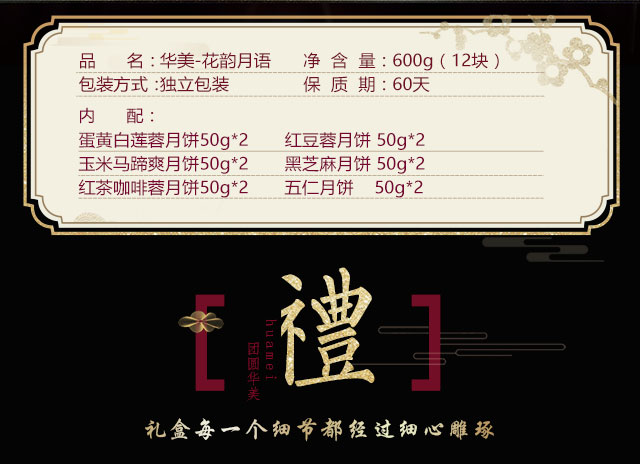 品 名：华美-花韵月语 净 含 量：600g（12块）
包装方式：独立包装 保 质 期：60天
内 配：
蛋黄白莲蓉月饼50g*2 红豆蓉月饼 50g*2
玉米马蹄爽月饼50g*2 黑芝麻月饼 50g*2
红茶咖啡蓉月饼50g*2 五仁月饼 50g*2
禮
huamei
团圆华美
礼盒每一个细节都经过细心雕琢